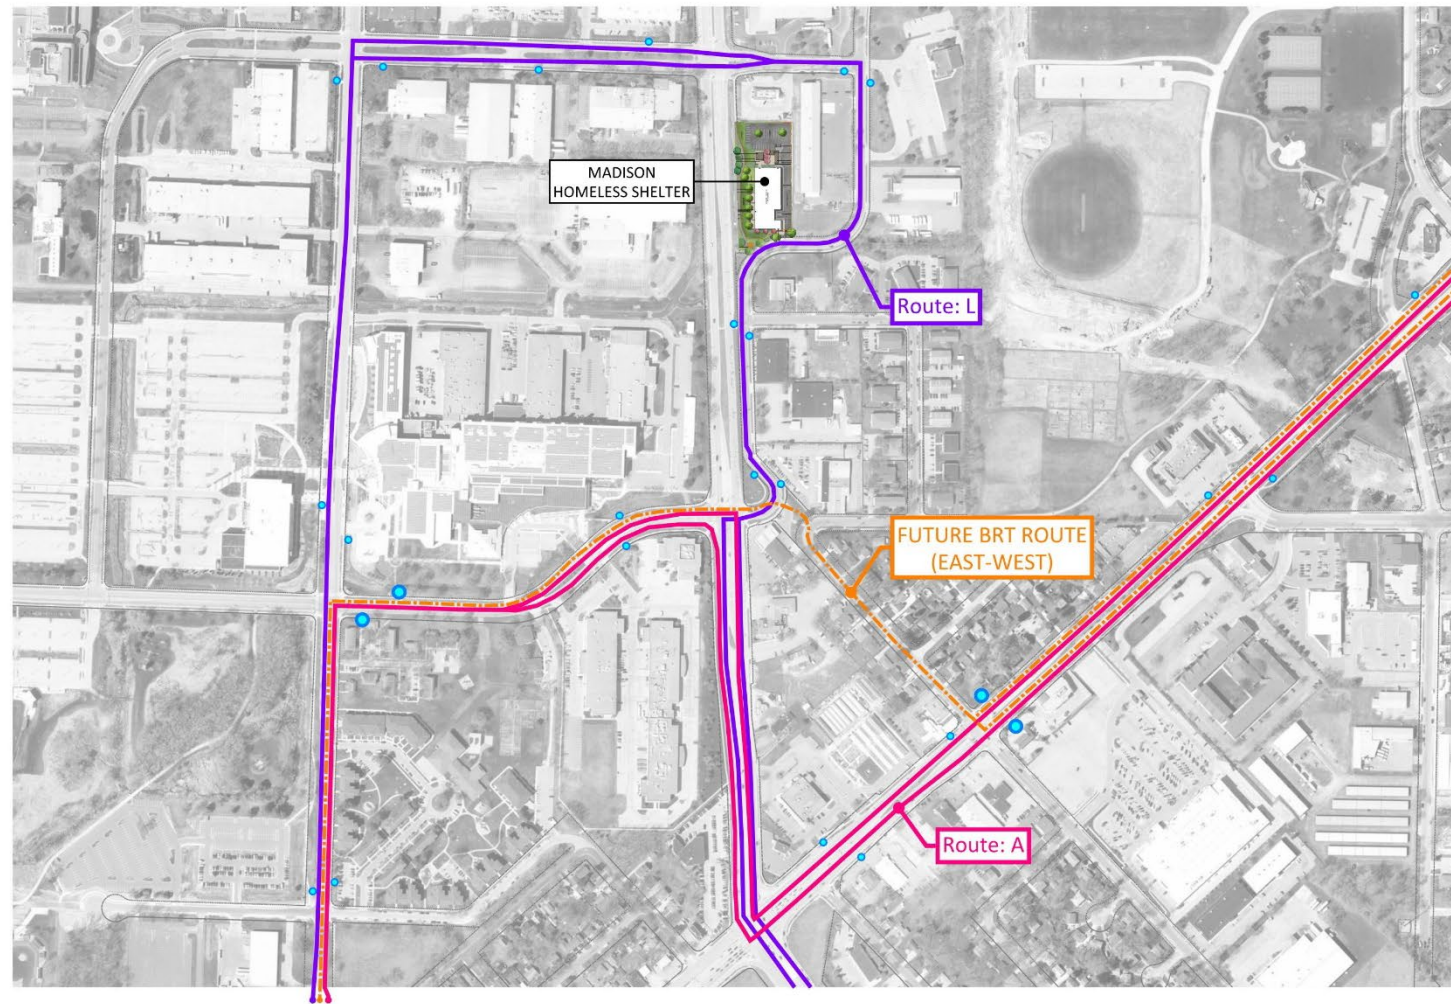 MADISON
HOMELESS SHELTER
Route: L
FUTURE BRT ROUTE
(EAST-WEST)
Route: A